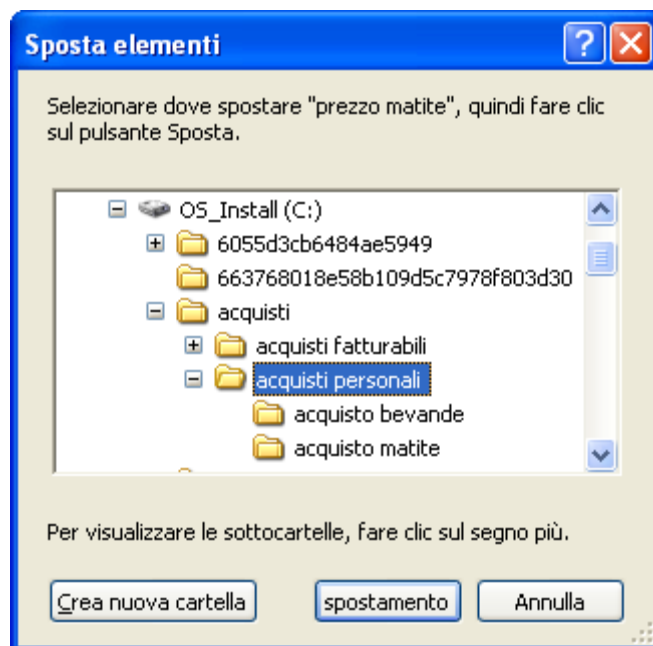 Sposta elementi
Selezionare dove spostare "prezzo matite", quindi fare clic
sul pulsante Sposta.
OS_Install (C:)
6055d3cb6484ae5949
663768018e58b109d5c7978f803d30
acquisti
acquisti fatturabili
acquisti personali
acquisto bevande
acquisto matite
Per visualizzare le sottocartelle, fare clic sul segno più.
Crea nuova cartella
spostamento
Annulla